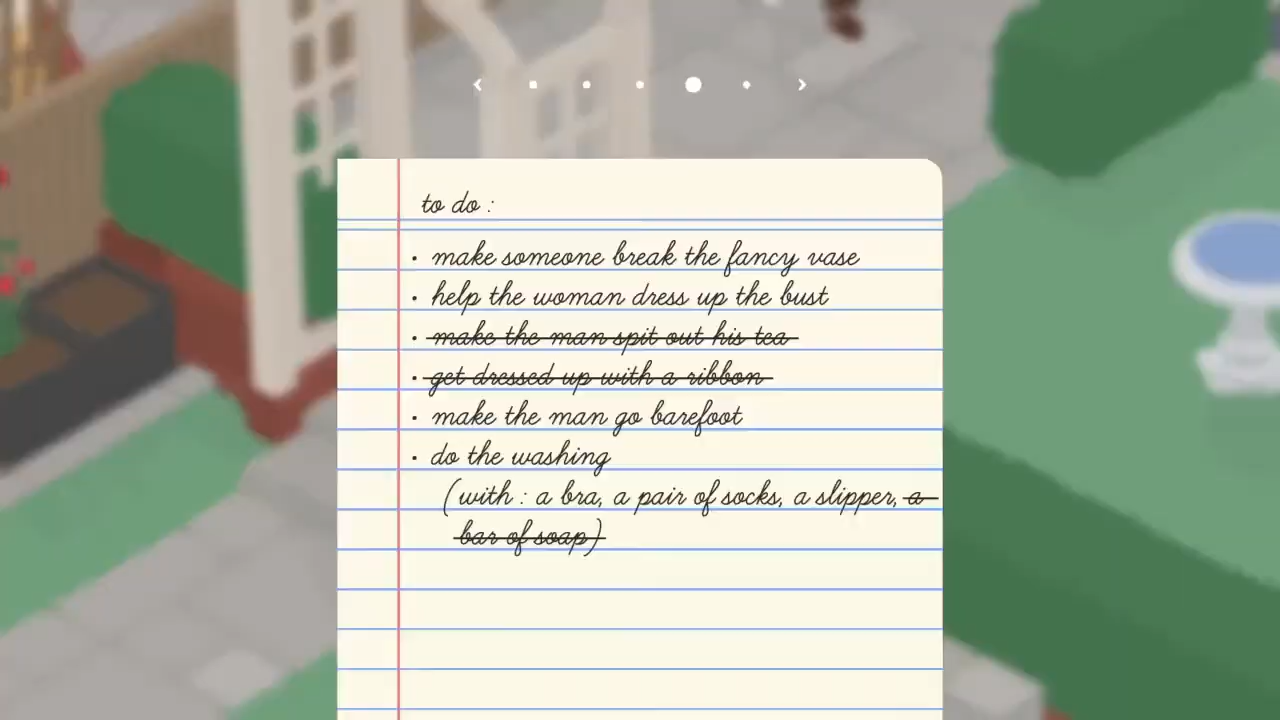 to do :
• make someone break the fancy vase
• help the woman dress up the bust
• make the man spit out his tea
• get dressed up with a ribbon
• make the man go barefoot
• do the washing
(with : a bra, a pair of socks, a slipper, a
bar of soap)